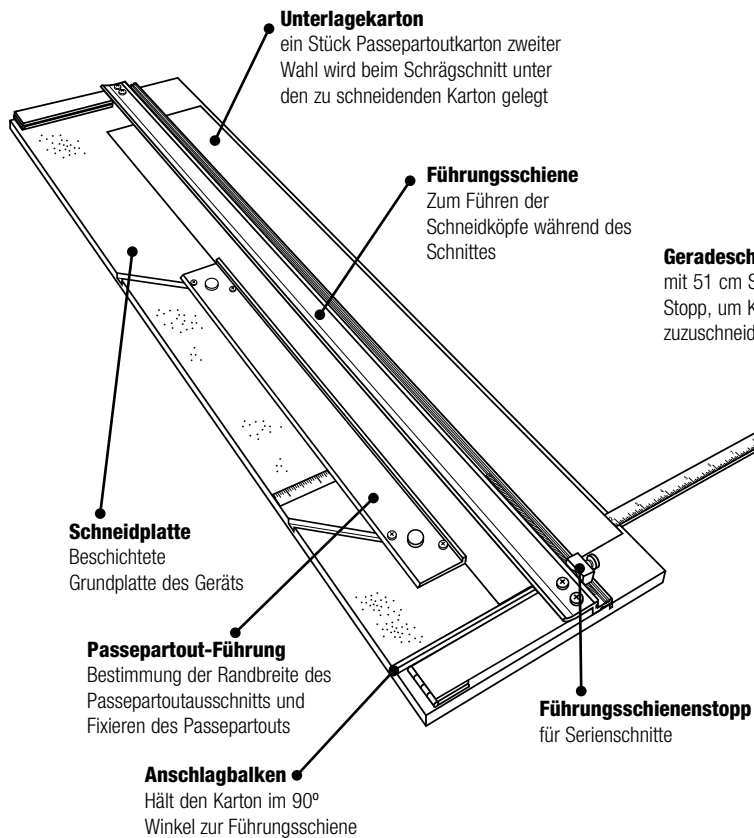 Unterlagekarton
ein Stück Passepartoutkarton zweiter
Wahl wird beim Schrägschnitt unter
den zu schneidenden Karton gelegt
Führungsschiene
Zum Führen der
Schneidköpfe während des
Schnittes
Geradesch
mit 51 cm S
Stopp, um K
zuzuschneid
Schneidplatte
Beschichtete
Grundplatte des Geräts
Passepartout-Führung
Bestimmung der Randbreite des
Passepartoutausschnitts und
Fixieren des Passepartouts
Führungsschienenstopp
für Serienschnitte
Anschlagbalken
Hält den Karton im 90º
Winkel zur Führungsschiene